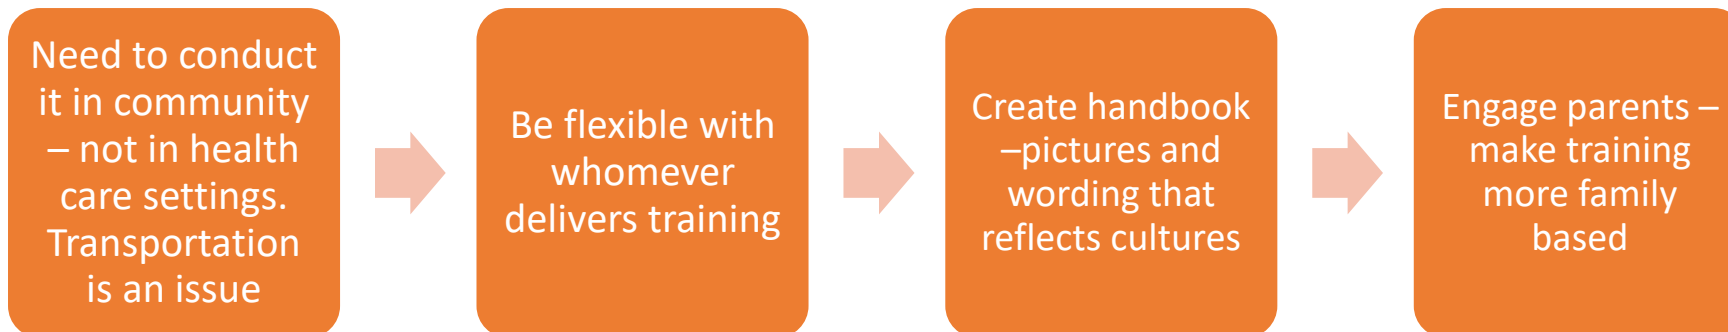 Need to conduct
it in community
– not in health
care settings.
Transportation
is an issue
Be flexible with
whomever
delivers training
Create handbook
–pictures and
wording that
reflects cultures
Engage parents –
make training
more family
based